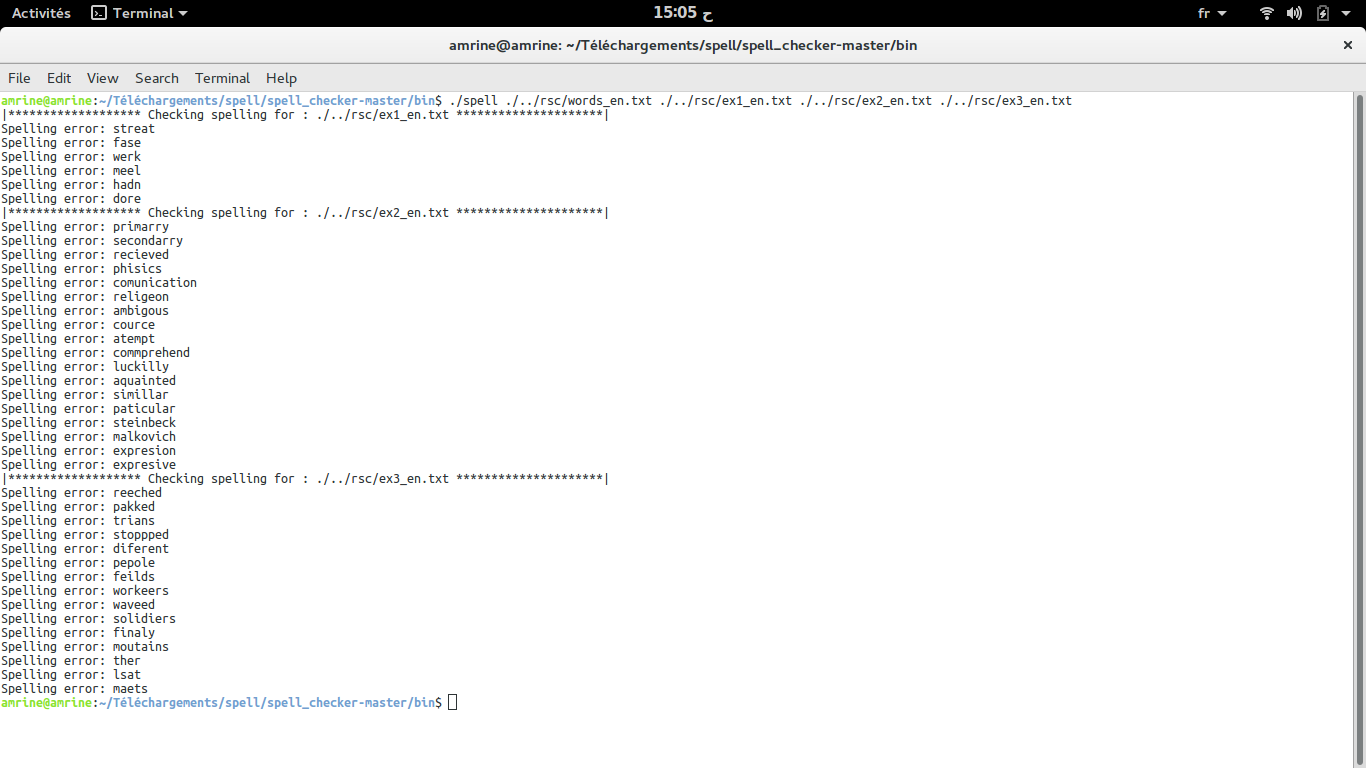 Activités Terminal 15:05 ح fr
amrine@amrine: ~/Téléchargements/spell/spell_checker-master/bin ×
File Edit View Search Terminal Help
amrine@amrine:~/Téléchargements/spell/spell_checker-master/bin$ ./spell ./../rsc/words_en.txt ./../rsc/ex1_en.txt ./../rsc/ex2_en.txt ./../rsc/ex3_en.txt
|******************* Checking spelling for : ./../rsc/ex1_en.txt *********************|
Spelling error: streat
Spelling error: fase
Spelling error: werk
Spelling error: meel
Spelling error: hadn
Spelling error: dore
|******************* Checking spelling for : ./../rsc/ex2_en.txt *********************|
Spelling error: primarry
Spelling error: secondarry
Spelling error: recieved
Spelling error: phisics
Spelling error: comunication
Spelling error: religeon
Spelling error: ambigous
Spelling error: cource
Spelling error: atempt
Spelling error: commprehend
Spelling error: luckilly
Spelling error: aquainted
Spelling error: simillar
Spelling error: paticular
Spelling error: steinbeck
Spelling error: malkovich
Spelling error: expresion
Spelling error: expresive
|******************* Checking spelling for : ./../rsc/ex3_en.txt *********************|
Spelling error: reeched
Spelling error: pakked
Spelling error: trians
Spelling error: stoppped
Spelling error: diferent
Spelling error: pepole
Spelling error: feilds
Spelling error: workeers
Spelling error: waveed
Spelling error: solidiers
Spelling error: finaly
Spelling error: moutains
Spelling error: ther
Spelling error: lsat
Spelling error: maets
amrine@amrine:~/Téléchargements/spell/spell_checker-master/bin$